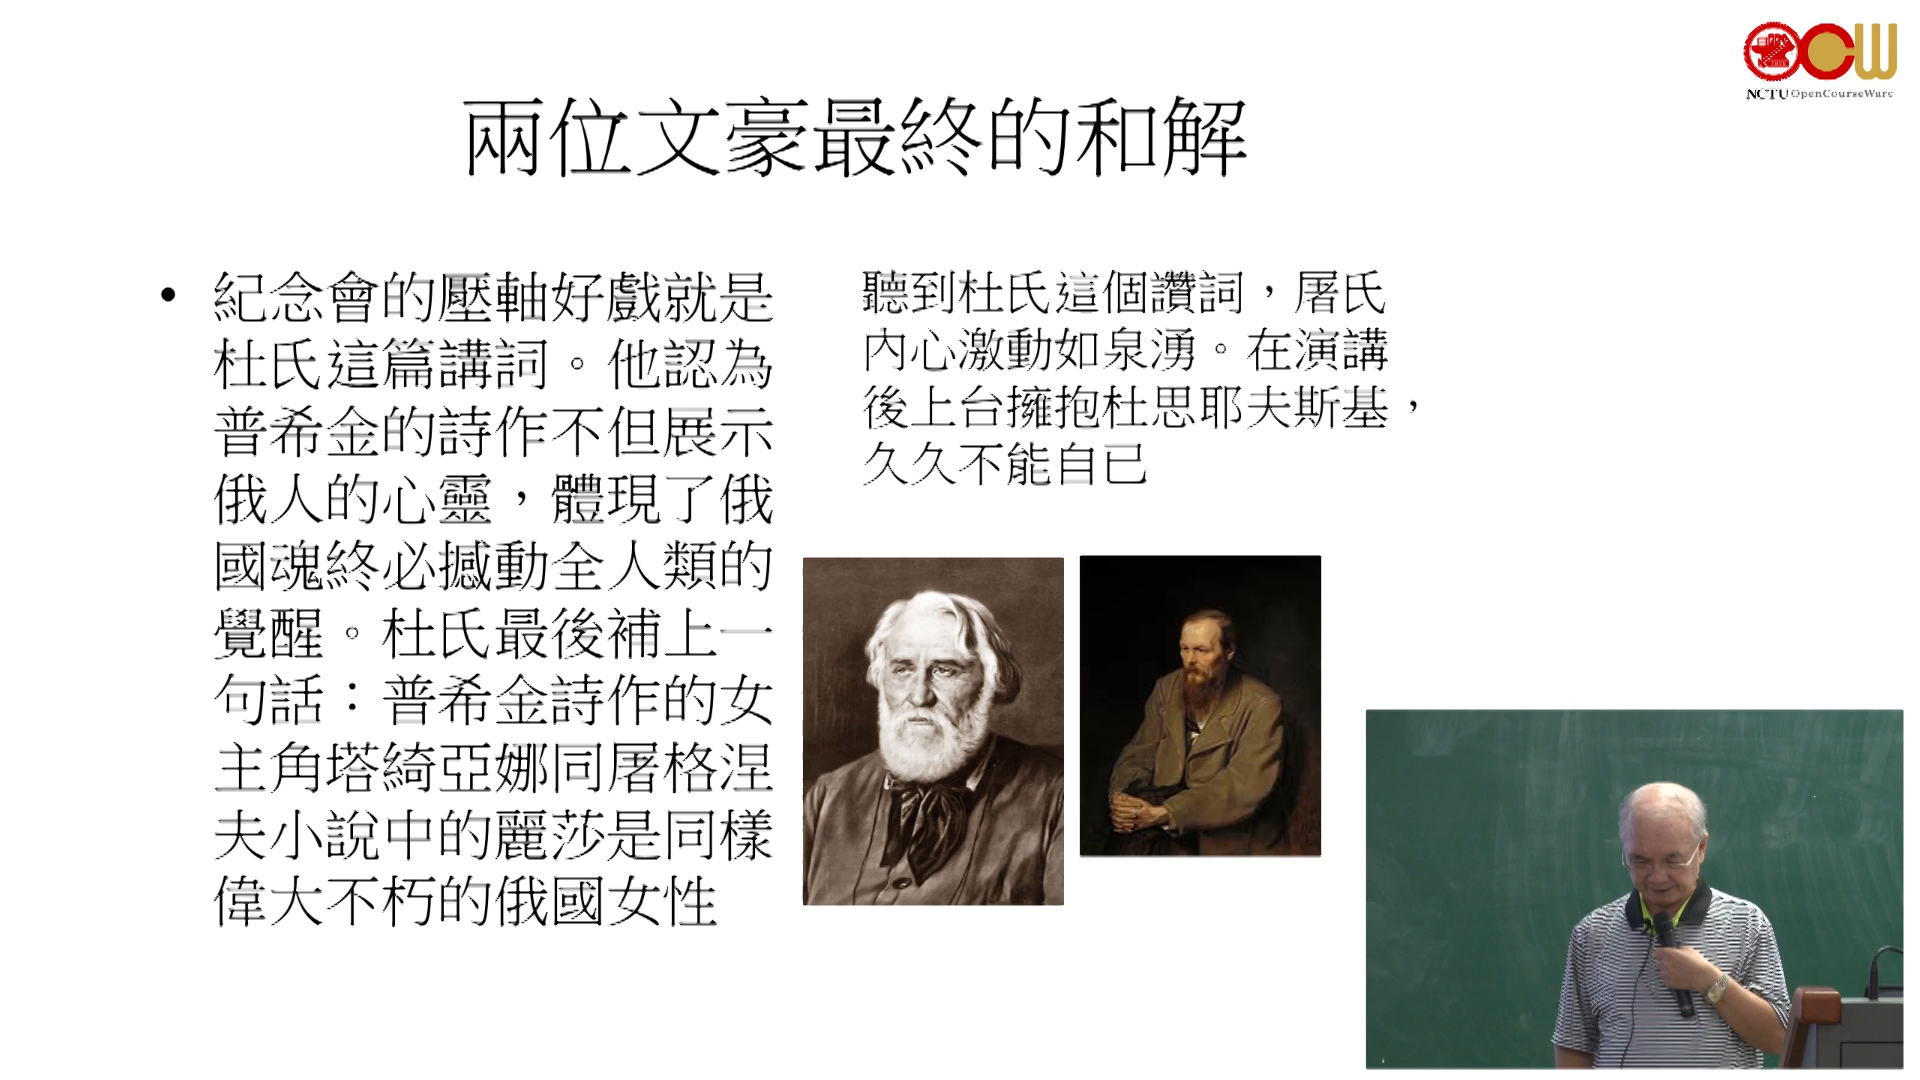 NCTU OpenCourseWare
兩位文豪最終的和解
• 紀念會的壓軸好戲就是
杜氏這篇講詞。他認為
普希金的詩作不但展示
俄人的心靈，體現了俄
國魂終必撼動全人類的
覺醒。杜氏最後補上一
句話：普希金詩作的女
主角塔綺亞娜同屠格涅
夫小說中的麗莎是同樣
偉大不朽的俄國女性
聽到杜氏這個讚詞，屠氏
內心激動如泉湧。在演講
後上台擁抱杜思耶夫斯基，
久久不能自已